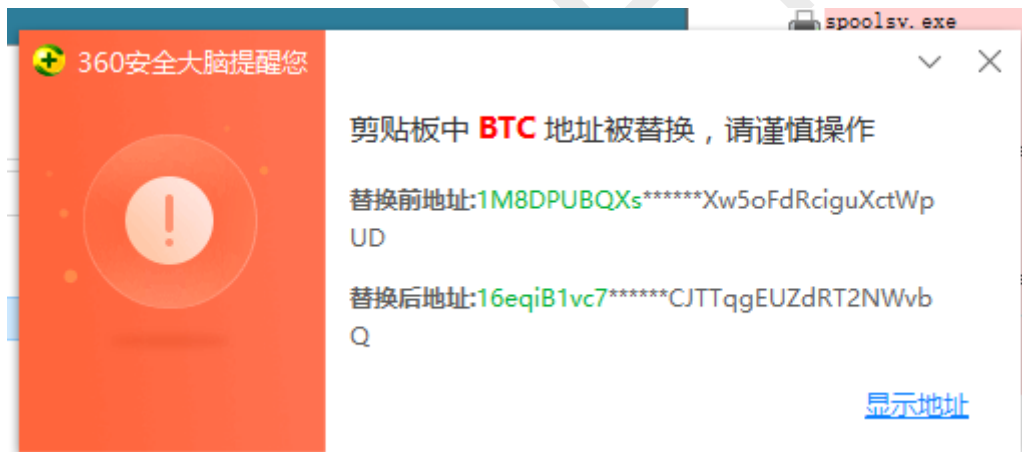 spoolsv.exe
360安全大脑提醒您
剪贴板中 BTC 地址被替换，请谨慎操作
替换前地址:1M8DPUBQXs******Xw5oFdRciguXctWp
UD
替换后地址:16eqiB1vc7******CJTTqgEUZdRT2NWvb
Q
显示地址